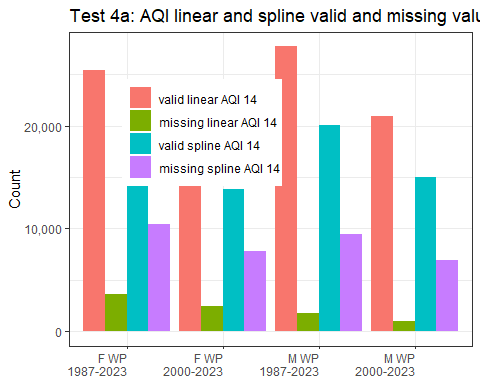 Test 4a: AQI linear and spline valid and missing valu
valid linear AQI 14
missing linear AQI 14
valid spline AQI 14
missing spline AQI 14
Count
20,000
10,000
0
F WP
1987-2023
F WP
2000-2023
M WP
1987-2023
M WP
2000-2023